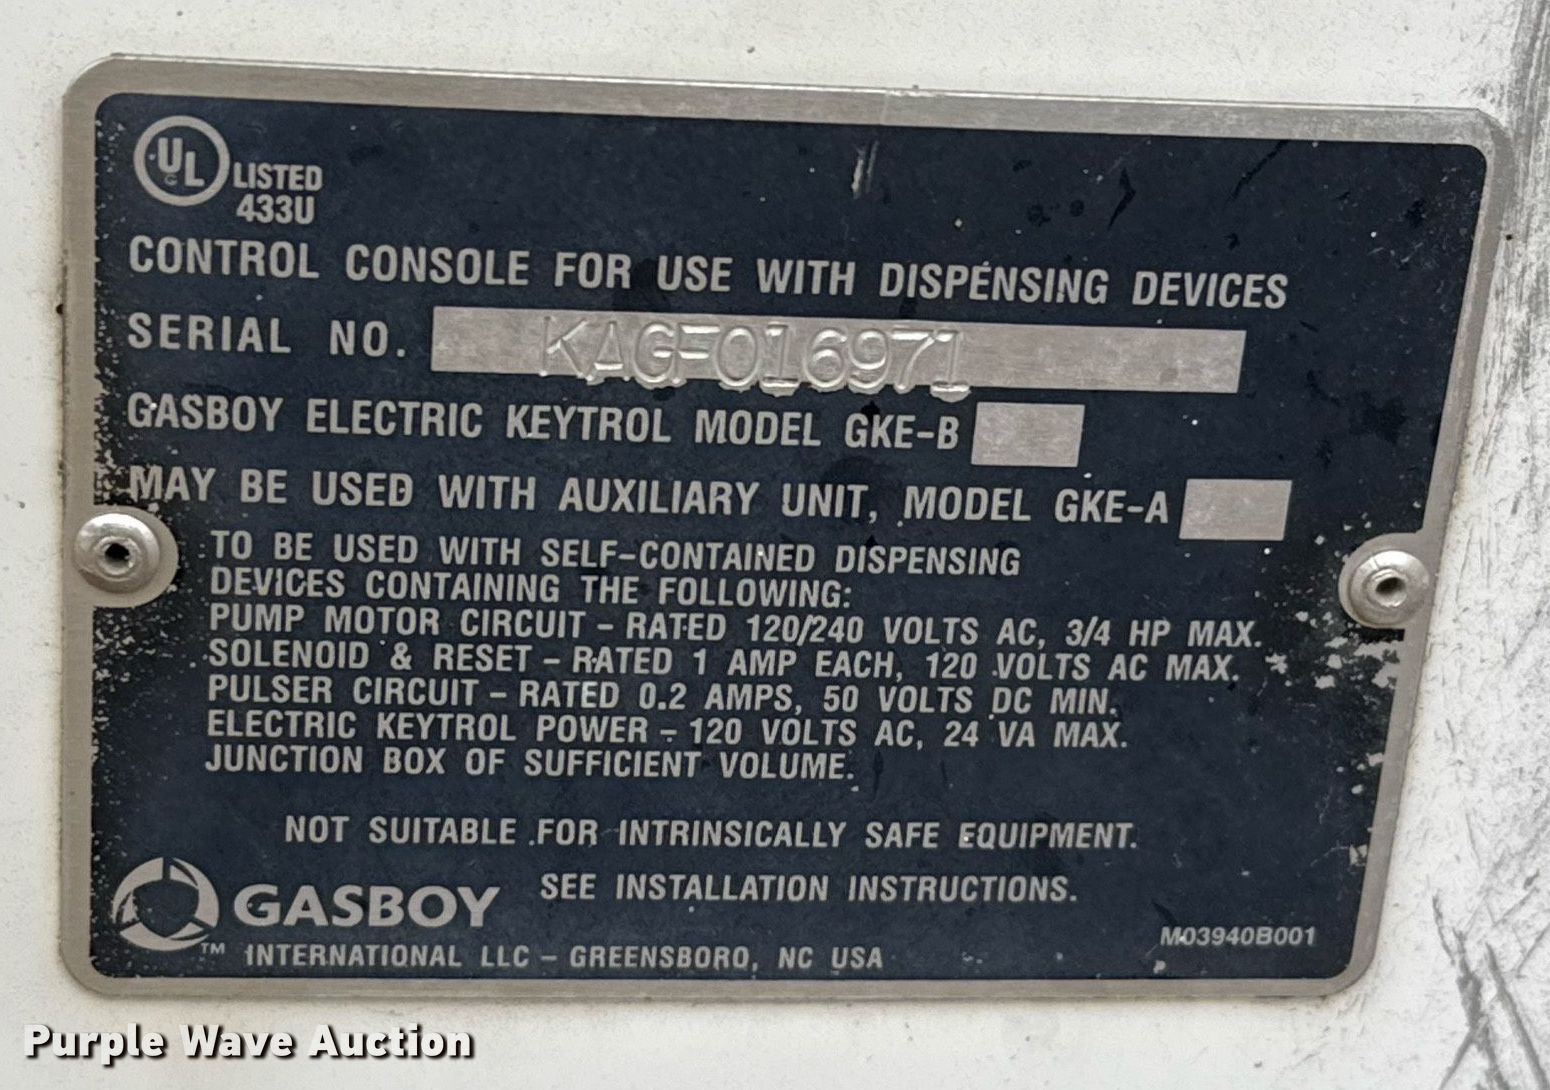 UL LISTED
433U
CONTROL CONSOLE FOR USE WITH DISPENSING DEVICES
SERIAL NO. KAGF016971
GASBOY ELECTRIC KEYTROL MODEL GKE-B
MAY BE USED WITH AUXILIARY UNIT, MODEL GKE-A
TO BE USED WITH SELF-CONTAINED DISPENSING
DEVICES CONTAINING THE FOLLOWING:
PUMP MOTOR CIRCUIT – RATED 120/240 VOLTS AC, 3/4 HP MAX.
SOLENOID & RESET – RATED 1 AMP EACH, 120 VOLTS AC MAX.
PULSER CIRCUIT – RATED 0.2 AMPS, 50 VOLTS DC MIN.
ELECTRIC KEYTROL POWER – 120 VOLTS AC, 24 VA MAX.
JUNCTION BOX OF SUFFICIENT VOLUME.
NOT SUITABLE FOR INTRINSICALLY SAFE EQUIPMENT.
SEE INSTALLATION INSTRUCTIONS.
GASBOY
™ INTERNATIONAL LLC – GREENSBORO, NC USA
M03940B001
Purple Wave Auction